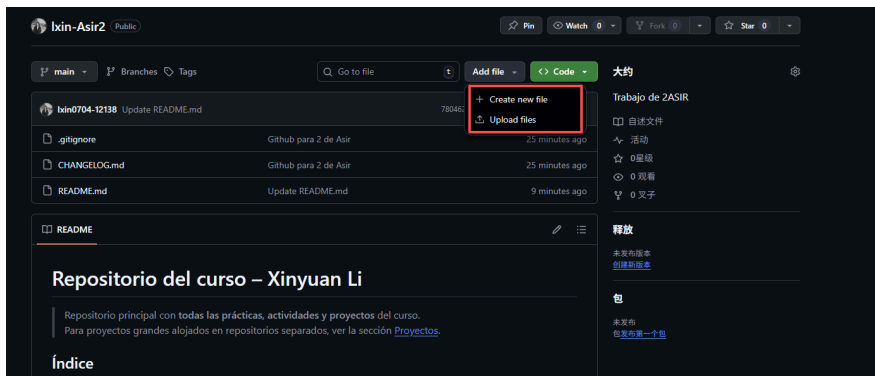 lxin-Asir2 Public
Pin Watch 0 Fork 0 Star 0
main Branches Tags Go to file t Add file Code
大约
Trabajo de 2ASIR
自述文件
活动
0星级
0 观看
0 叉子
释放
未发布版本
创建新版本
包
未发布
包发布第一个包
Create new file
Upload files
lxin0704-12138 Update README.md
.gitignore Github para 2 de Asir 25 minutes ago
CHANGELOG.md Github para 2 de Asir 25 minutes ago
README.md Update README.md 9 minutes ago
README
Repositorio del curso – Xinyuan Li
Repositorio principal con todas las prácticas, actividades y proyectos del curso.
Para proyectos grandes alojados en repositorios separados, ver la sección Proyectos.
Índice